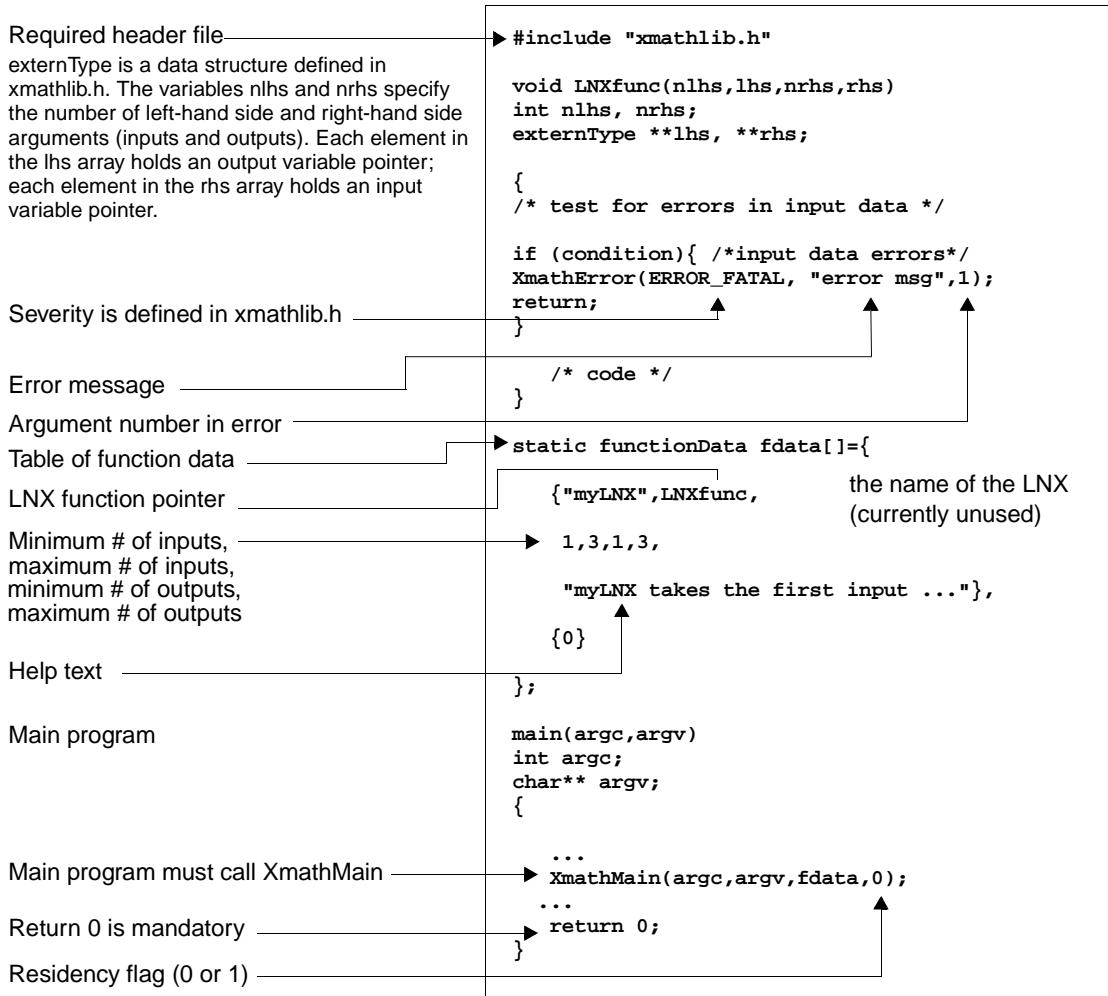 Required header file
externType is a data structure defined in
xmathlib.h. The variables nlhs and nrhs specify
the number of left-hand side and right-hand side
arguments (inputs and outputs). Each element in
the lhs array holds an output variable pointer;
each element in the rhs array holds an input
variable pointer.
Severity is defined in xmathlib.h
Error message
Argument number in error
Table of function data
LNX function pointer
Minimum # of inputs,
maximum # of inputs,
minimum # of outputs,
maximum # of outputs
Help text
Main program
Main program must call XmathMain
Return 0 is mandatory
Residency flag (0 or 1)
#include "xmathlib.h"
void LNXfunc(nlhs,lhs,nrhs,rhs)
int nlhs, nrhs;
externType **lhs, **rhs;
{
/* test for errors in input data */
if (condition){ /*input data errors*/
XmathError(ERROR_FATAL, "error msg",1);
return;
}
/* code */
}
static functionData fdata[]={
{"myLNX",LNXfunc,
the name of the LNX
(currently unused)
1,3,1,3,
"myLNX takes the first input ..."},
{0}
};
main(argc,argv)
int argc;
char** argv;
{
...
XmathMain(argc,argv,fdata,0);
...
return 0;
}